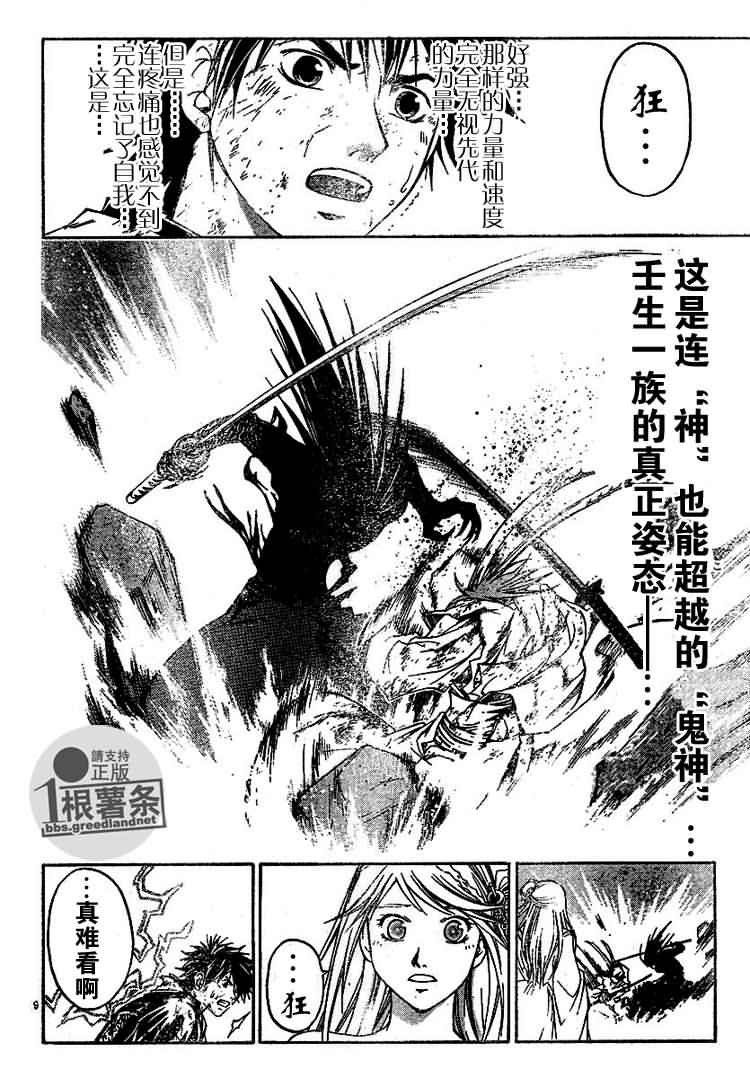 狂…
好强…
那样的力量和速度
完全无视先代
的力量…
但是……
连疼痛也感觉不到
完全忘记了自我…
…这是…
这是连“神”也能超越的“鬼神”…
壬生一族的真正姿态——…
請支持
正版
1根薯条
bbs.greedlandnet
…狂
…真难看啊
9